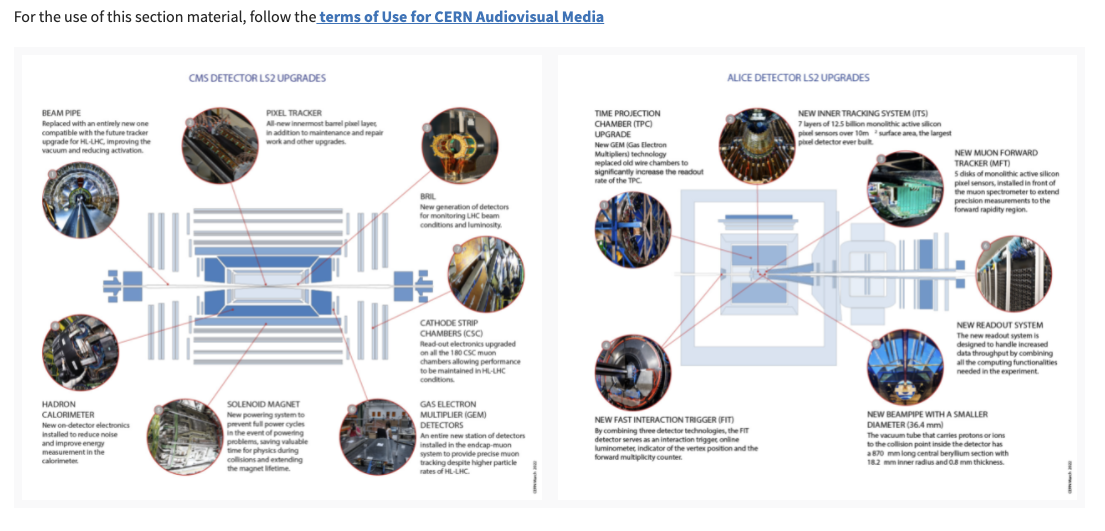 For the use of this section material, follow the terms of Use for CERN Audiovisual Media
CMS DETECTOR LS2 UPGRADES
BEAM PIPE
Replaced with an entirely new one
compatible with the future tracker
upgrade for HL-LHC, improving the
vacuum and reducing activation.
PIXEL TRACKER
All-new innermost barrel pixel layer,
in addition to maintenance and repair
work and other upgrades.
BRIL
New generation of detectors
for monitoring LHC beam
conditions and luminosity.
CATHODE STRIP
CHAMBERS (CSC)
Read-out electronics upgraded
on all the 180 CSC muon
chambers allowing performance
to be maintained in HL-LHC
conditions.
HADRON
CALORIMETER
New on-detector electronics
installed to reduce noise
and improve energy
measurement in the
calorimeter.
SOLENOID MAGNET
New powering system to
prevent full power cycles
in the event of powering
problems, saving valuable
time for physics during
collisions and extending
the magnet lifetime.
GAS ELECTRON
MULTIPLIER (GEM)
DETECTORS
An entire new station of detectors
installed in the endcap-muon
system to provide precise muon
tracking despite higher particle
rates of HL-LHC.
CERN March 2022
ALICE DETECTOR LS2 UPGRADES
TIME PROJECTION
CHAMBER (TPC)
UPGRADE
New GEM (Gas Electron
Multipliers) technology
replaced old wire chambers to
significantly increase the readout
rate of the TPC.
NEW INNER TRACKING SYSTEM (ITS)
7 layers of 12.5 billion monolithic active silicon
pixel sensors over 10m ² surface area, the largest
pixel detector ever built.
NEW MUON FORWARD
TRACKER (MFT)
5 disks of monolithic active silicon
pixel sensors, installed in front of
the muon spectrometer to extend
precision measurements to the
forward rapidity region.
NEW READOUT SYSTEM
The new readout system is
designed to handle increased
data throughput by combining
all the computing functionalities
needed in the experiment.
NEW FAST INTERACTION TRIGGER (FIT)
By combining three detector technologies, the FIT
detector serves as an interaction trigger, online
luminometer, indicator of the vertex position and the
forward multiplicity counter.
NEW BEAMPIPE WITH A SMALLER
DIAMETER (36.4 mm)
The vacuum tube that carries protons or ions
to the collision point inside the detector has
a 870 mm long central beryllium section with
18.2 mm inner radius and 0.8 mm thickness.
CERN March 2022